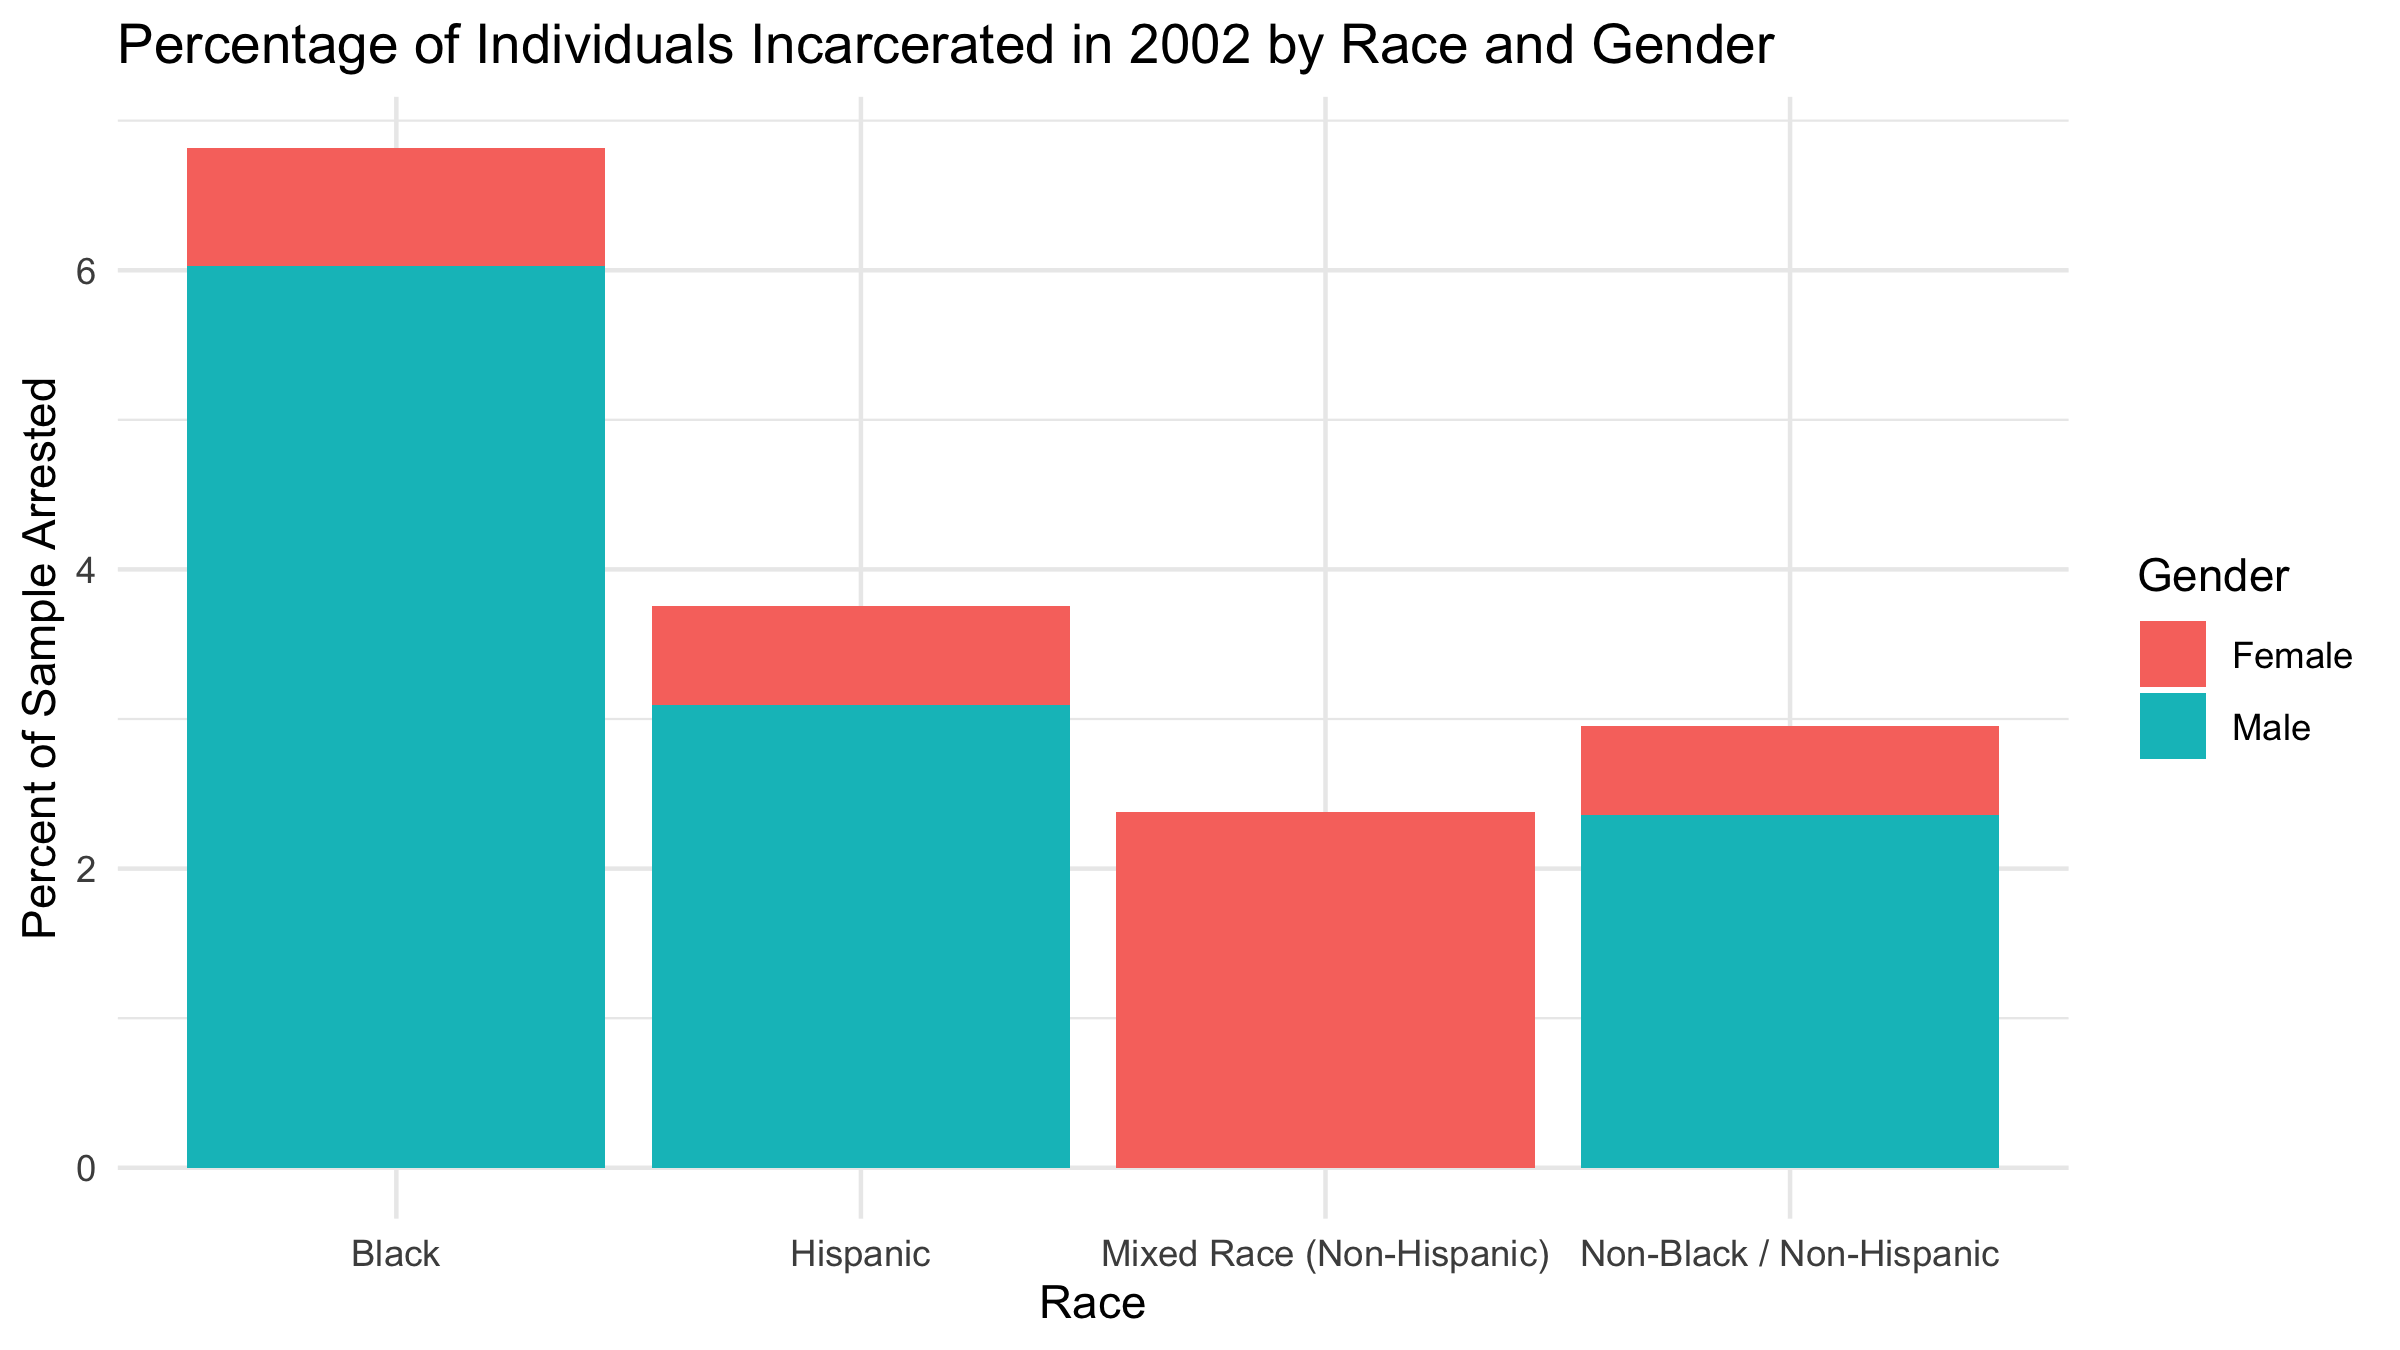 Percentage of Individuals Incarcerated in 2002 by Race and Gender
Percent of Sample Arrested
6
4
2
0
Black
Hispanic
Mixed Race (Non-Hispanic)
Non-Black / Non-Hispanic
Race
Gender
Female
Male